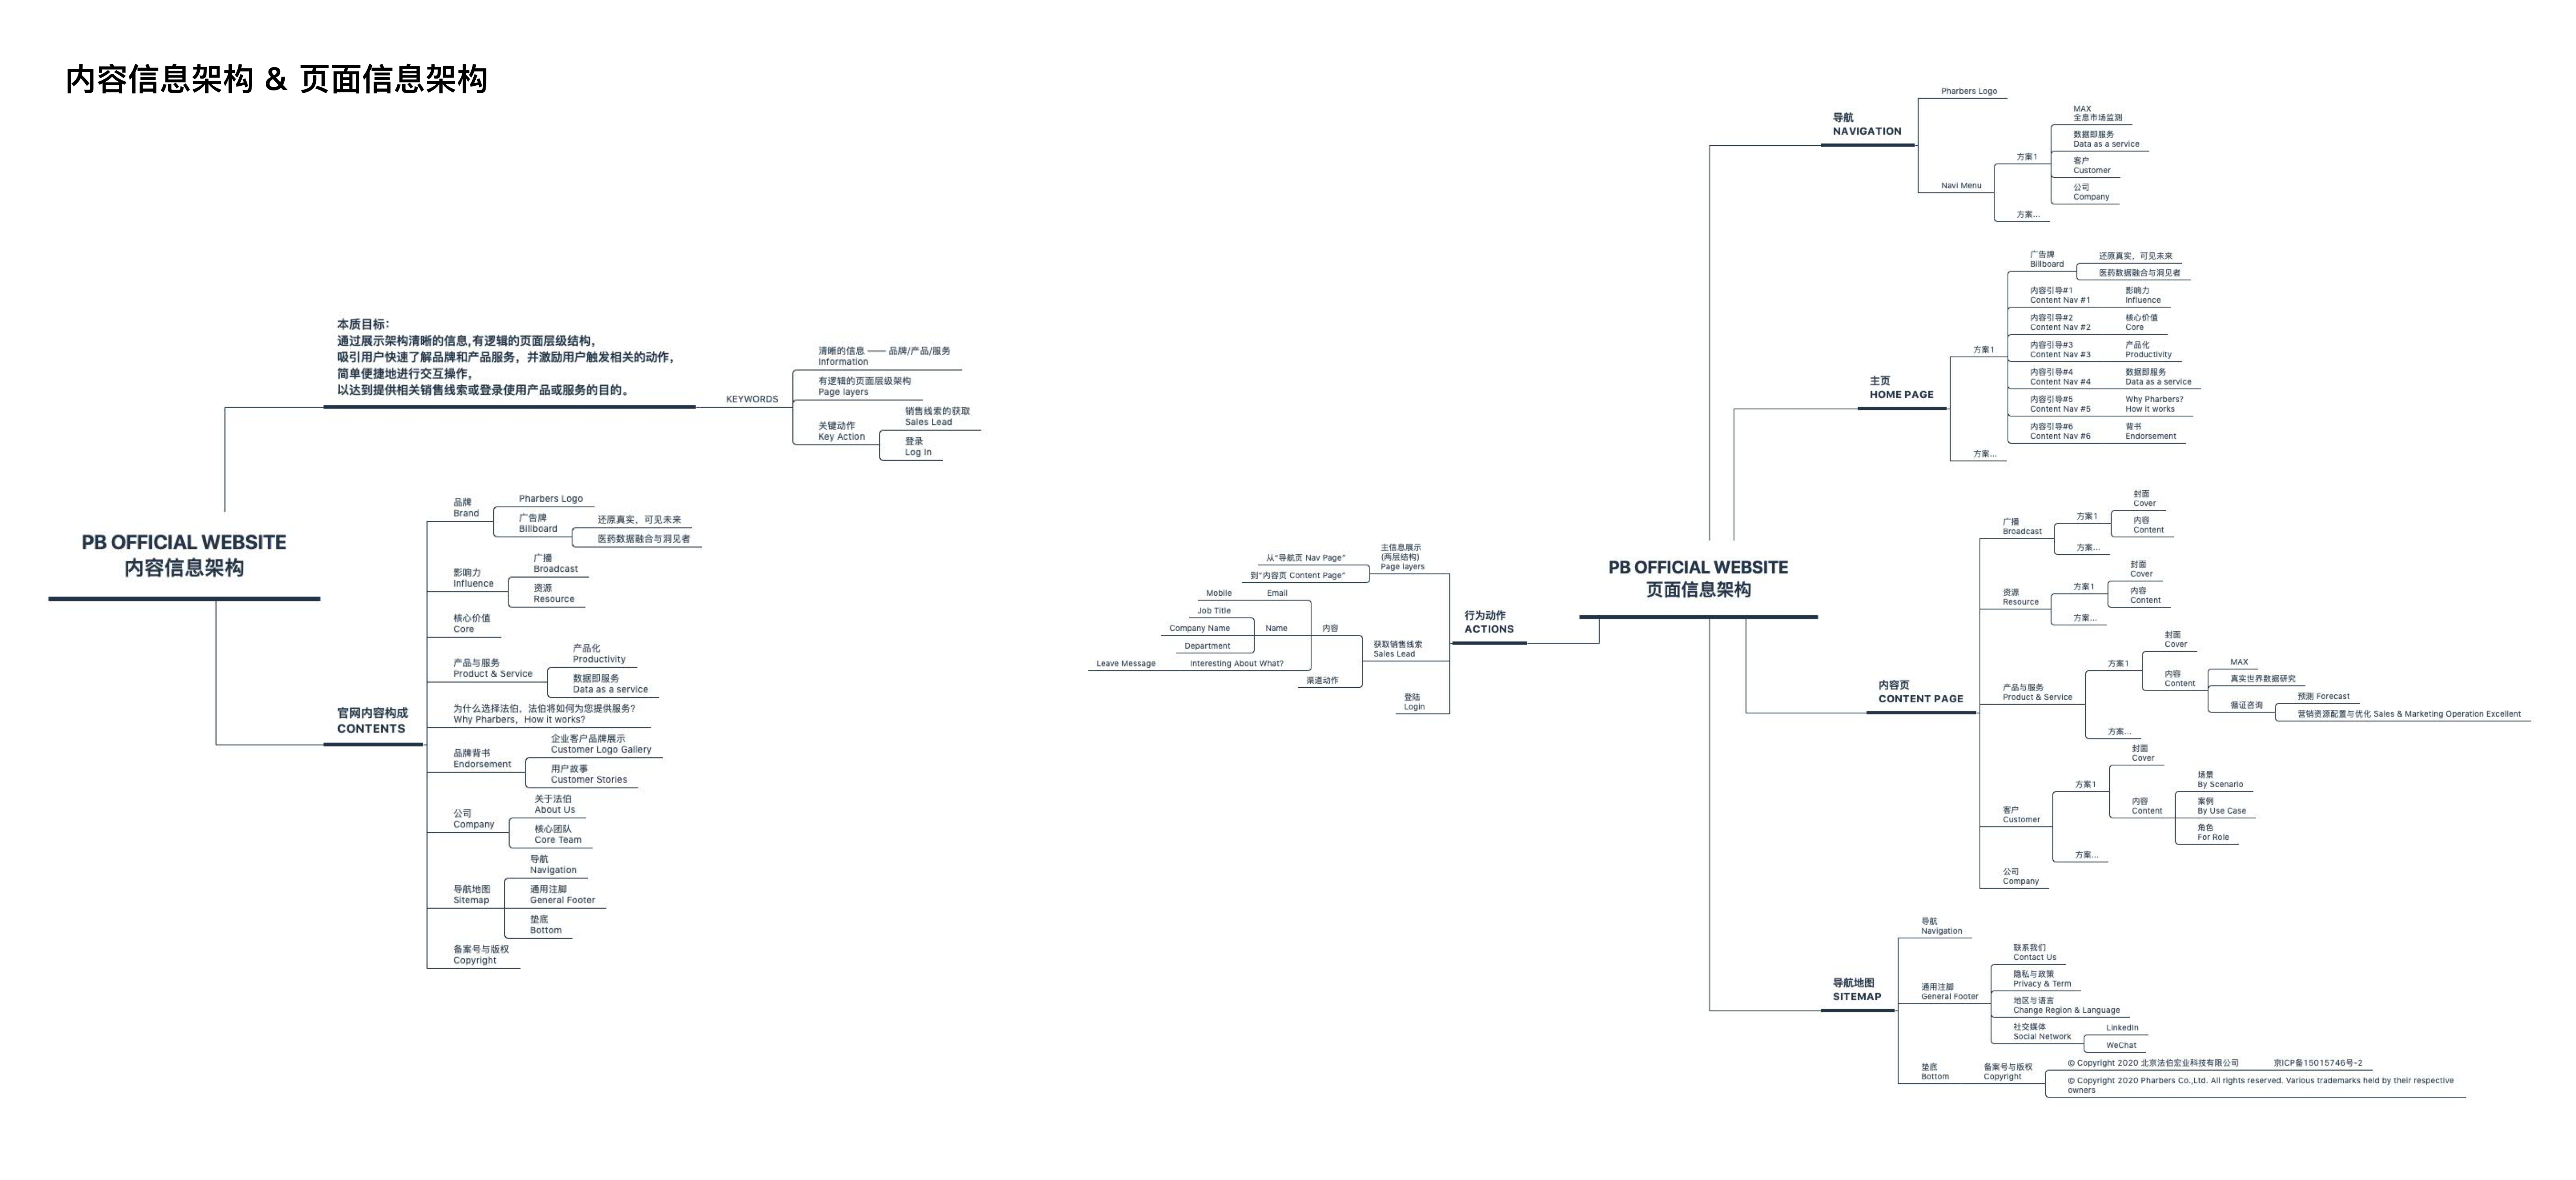 内容信息架构 & 页面信息架构
本质目标：
通过展示架构清晰的信息,有逻辑的页面层级结构，
吸引用户快速了解品牌和产品服务，并激励用户触发相关的动作，
简单便捷地进行交互操作，
以达到提供相关销售线索或登录使用产品或服务的目的。
KEYWORDS
清晰的信息 —— 品牌/产品/服务
Information
有逻辑的页面层级架构
Page layers
关键动作
Key Action
销售线索的获取
Sales Lead
登录
Log In
PB OFFICIAL WEBSITE
内容信息架构
官网内容构成
CONTENTS
品牌
Brand
Pharbers Logo
广告牌
Billboard
还原真实，可见未来
医药数据融合与洞见者
影响力
Influence
广播
Broadcast
资源
Resource
核心价值
Core
产品与服务
Product & Service
产品化
Productivity
数据即服务
Data as a service
为什么选择法伯，法伯将如何为您提供服务？
Why Pharbers，How it works?
品牌背书
Endorsement
企业客户品牌展示
Customer Logo Gallery
用户故事
Customer Stories
公司
Company
关于法伯
About Us
核心团队
Core Team
导航地图
Sitemap
导航
Navigation
通用注脚
General Footer
垫底
Bottom
备案号与版权
Copyright
PB OFFICIAL WEBSITE
页面信息架构
行为动作
ACTIONS
主信息展示
(两层结构)
Page layers
从“导航页 Nav Page”
到“内容页 Content Page”
获取销售线索
Sales Lead
内容
Email
Mobile
Name
Job Title
Company Name
Department
Interesting About What?
Leave Message
渠道动作
登陆
Login
导航
NAVIGATION
Pharbers Logo
Navi Menu
方案1
MAX
全息市场监测
数据即服务
Data as a service
客户
Customer
公司
Company
方案...
主页
HOME PAGE
方案1
广告牌
Billboard
还原真实，可见未来
医药数据融合与洞见者
内容引导#1
Content Nav #1
影响力
Influence
内容引导#2
Content Nav #2
核心价值
Core
内容引导#3
Content Nav #3
产品化
Productivity
内容引导#4
Content Nav #4
数据即服务
Data as a service
内容引导#5
Content Nav #5
Why Pharbers?
How it works
内容引导#6
Content Nav #6
背书
Endorsement
方案...
内容页
CONTENT PAGE
广播
Broadcast
方案1
封面
Cover
内容
Content
方案...
资源
Resource
方案1
封面
Cover
内容
Content
方案...
产品与服务
Product & Service
方案1
封面
Cover
内容
Content
MAX
真实世界数据研究
循证咨询
预测 Forecast
营销资源配置与优化 Sales & Marketing Operation Excellent
方案...
客户
Customer
方案1
封面
Cover
内容
Content
场景
By Scenario
案例
By Use Case
角色
For Role
方案...
公司
Company
导航地图
SITEMAP
导航
Navigation
通用注脚
General Footer
联系我们
Contact Us
隐私与政策
Privacy & Term
地区与语言
Change Region & Language
社交媒体
Social Network
LinkedIn
WeChat
垫底
Bottom
备案号与版权
Copyright
© Copyright 2020 北京法伯宏业科技有限公司 京ICP备15015746号-2
© Copyright 2020 Pharbers Co.,Ltd. All rights reserved. Various trademarks held by their respective
owners